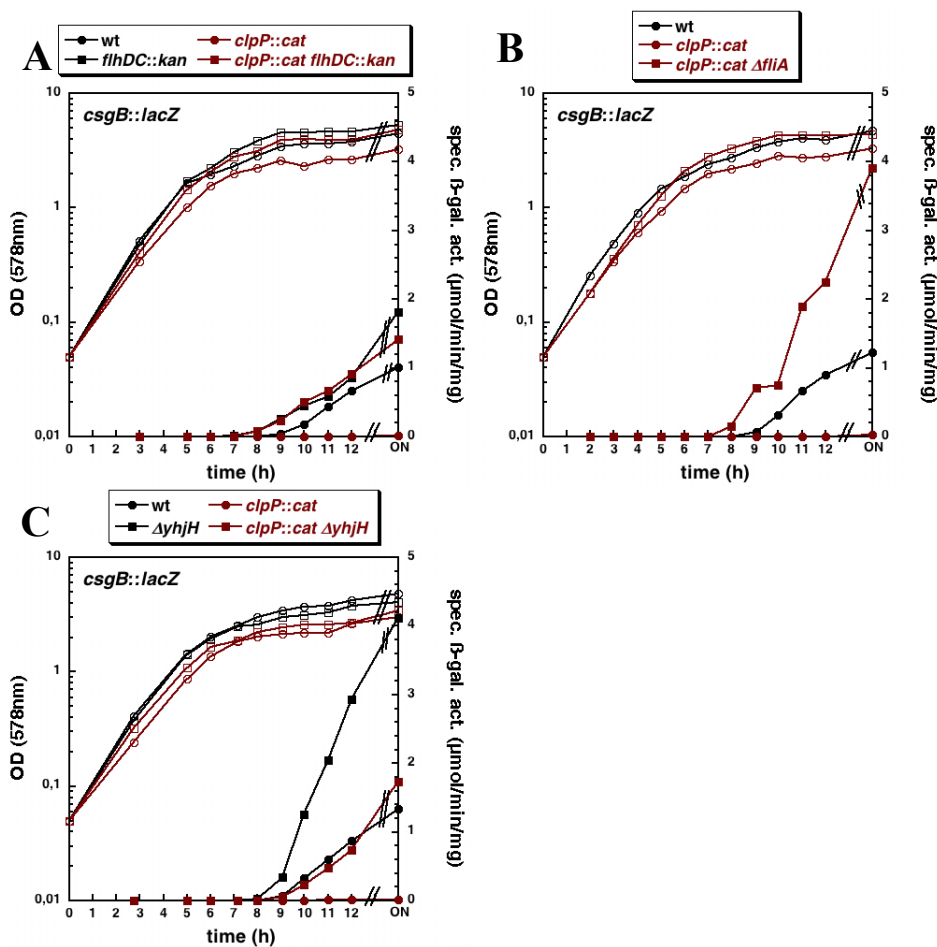 A
wt clpP::cat
flhDC::kan clpP::cat flhDC::kan
csgB::lacZ
OD (578nm)
10
1
0,1
0,01
spec. ß-gal. act. (µmol/min/mg)
5
4
3
2
1
0
0 1 2 3 4 5 6 7 8 9 10 11 12 ON
time (h)
B
wt
clpP::cat
clpP::cat ΔfliA
csgB::lacZ
OD (578nm)
10
1
0,1
0,01
spec. ß-gal. act. (µmol/min/mg)
5
4
3
2
1
0
0 1 2 3 4 5 6 7 8 9 10 11 12 ON
time (h)
C
wt clpP::cat
ΔyhjH clpP::cat ΔyhjH
csgB::lacZ
OD (578nm)
10
1
0,1
0,01
spec. ß-gal. act. (µmol/min/mg)
5
4
3
2
1
0
0 1 2 3 4 5 6 7 8 9 10 11 12 ON
time (h)